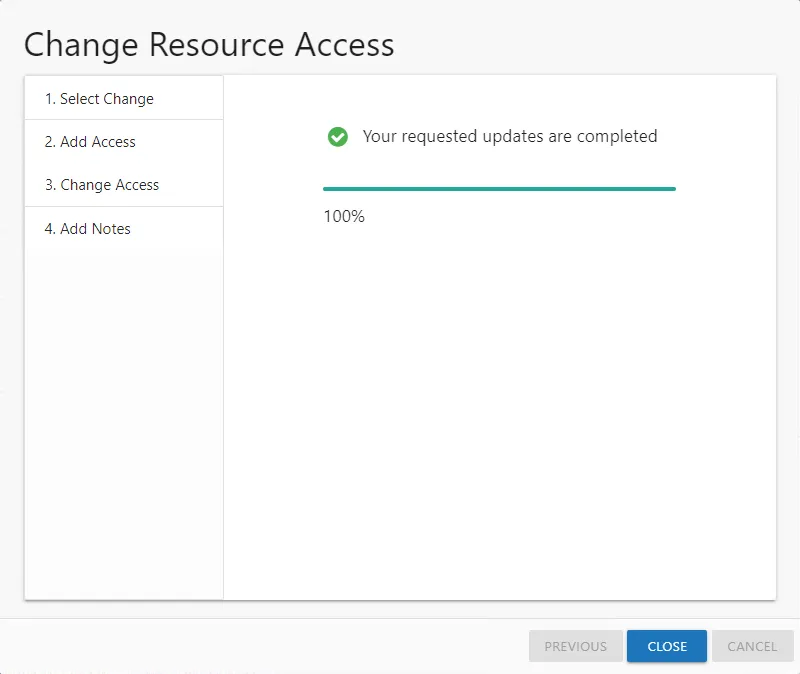 Change Resource Access
1. Select Change
2. Add Access
3. Change Access
4. Add Notes
Your requested updates are completed
100%
PREVIOUS
CLOSE
CANCEL